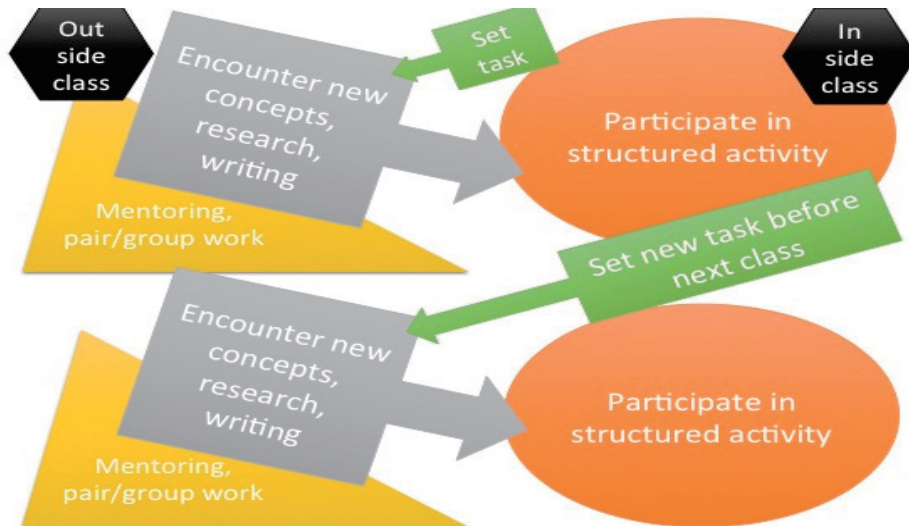 Out
side
class
Encounter new
concepts,
research,
writing
Mentoring,
pair/group work
Set
task
In
side
class
Participate in
structured activity
Set new task before
next class
Encounter new
concepts,
research,
writing
Mentoring,
pair/group work
Participate in
structured activity